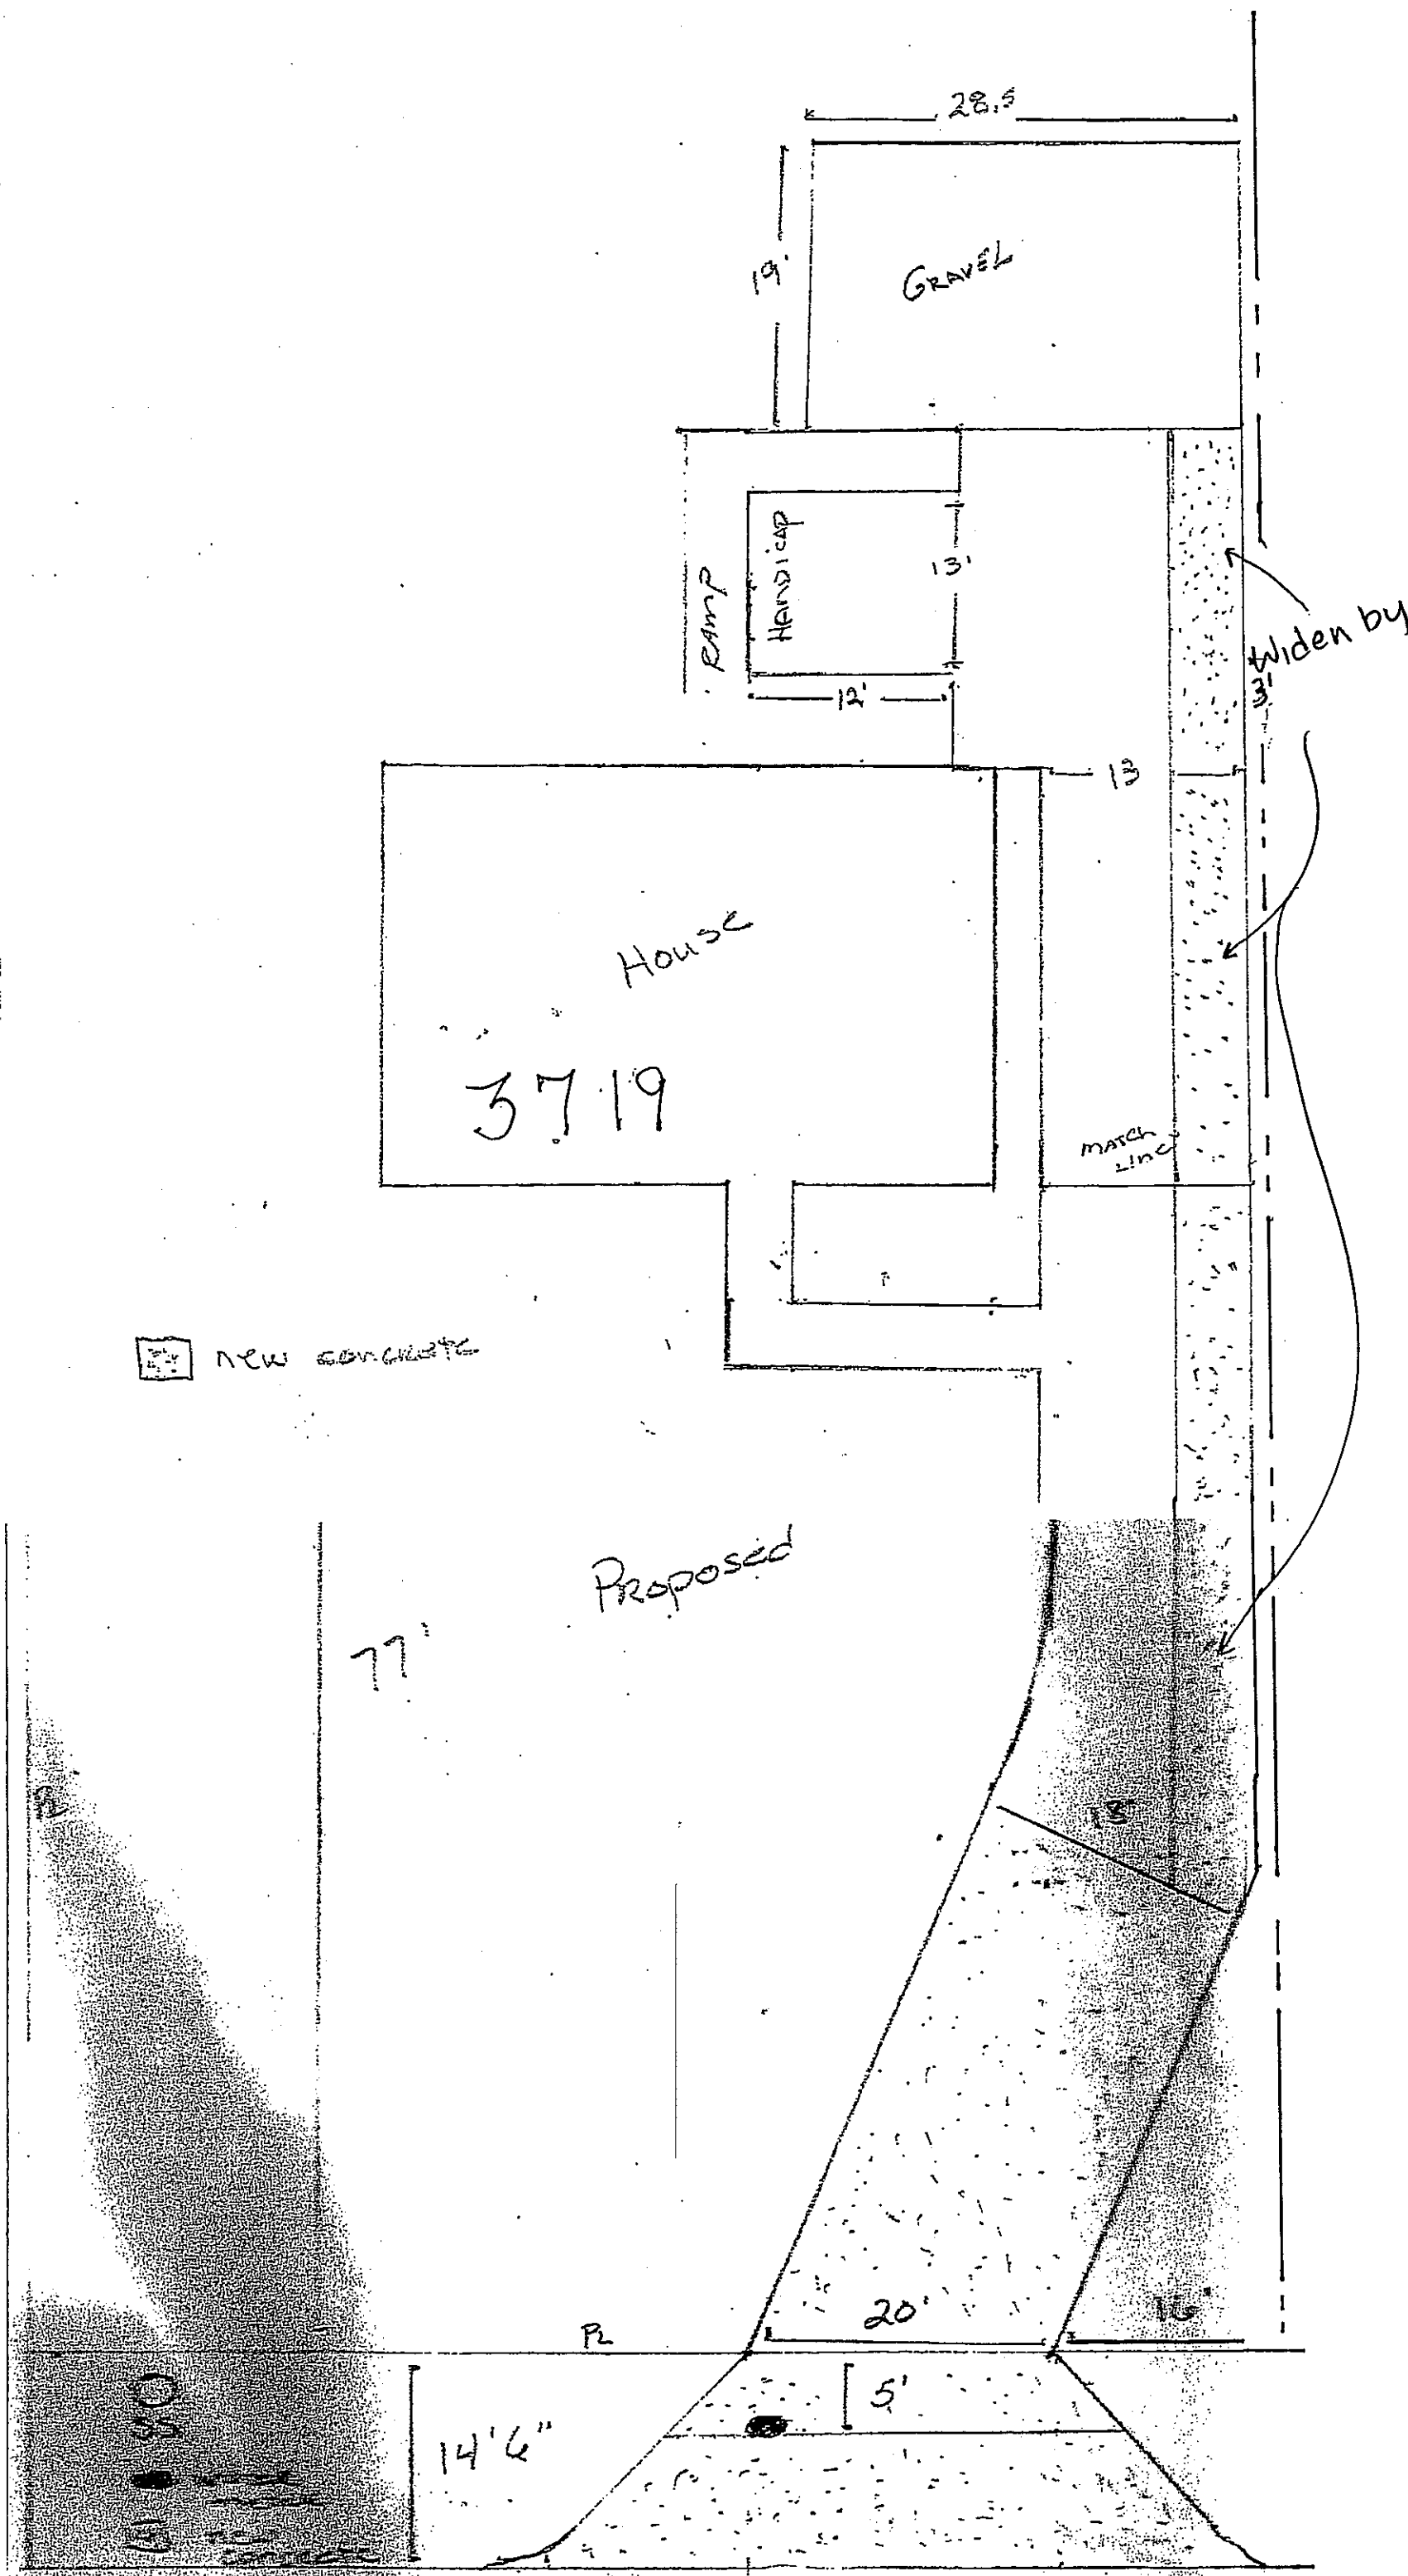 28.5
19'
GRAVEL
RAMP
HANDICAP
13'
12'
Widen by
3'
13
House
3719
MATCH
LINE
new concrete
Proposed
77'
18'
20'
16'
PL
5'
14'6"